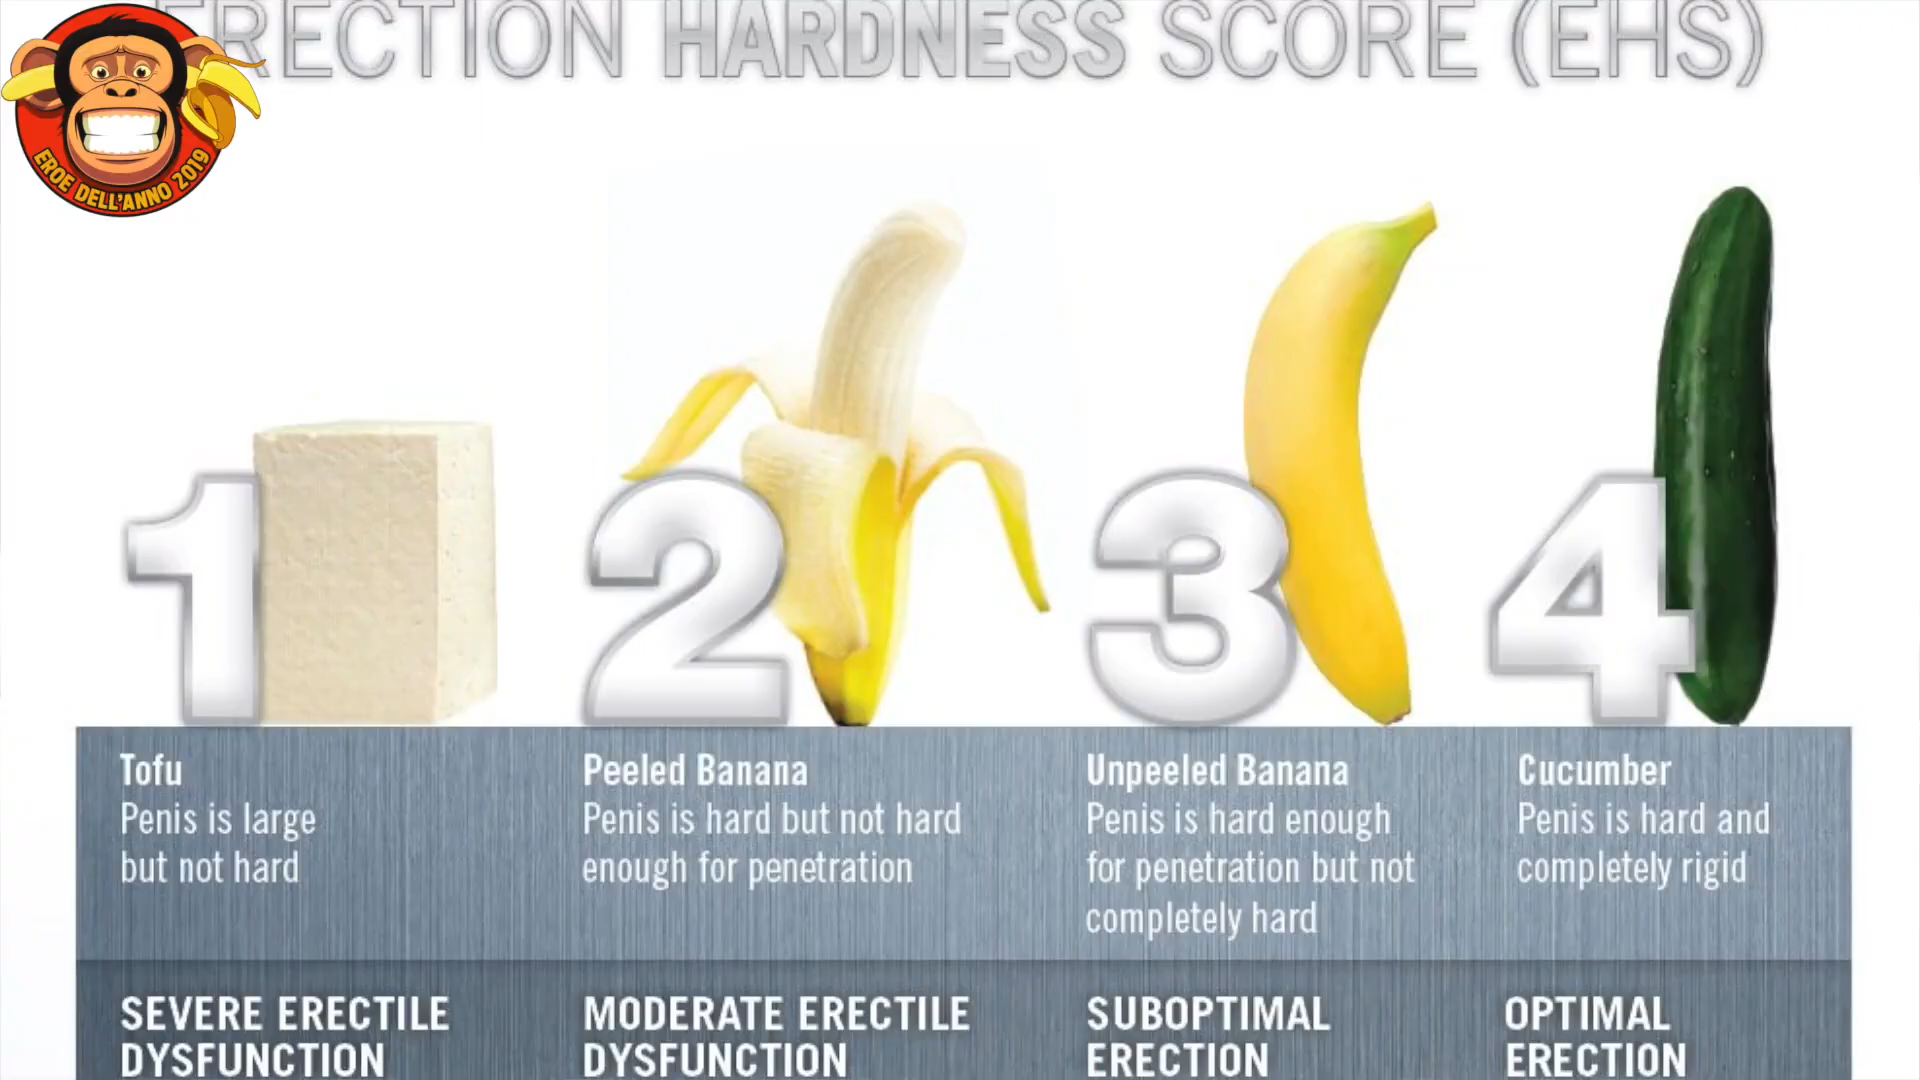 ERECTION HARDNESS SCORE (EHS)
EROE DELL'ANNO 2019
1
2
3
4
Tofu
Penis is large
but not hard
Peeled Banana
Penis is hard but not hard
enough for penetration
Unpeeled Banana
Penis is hard enough
for penetration but not
completely hard
Cucumber
Penis is hard and
completely rigid
SEVERE ERECTILE
DYSFUNCTION
MODERATE ERECTILE
DYSFUNCTION
SUBOPTIMAL
ERECTION
OPTIMAL
ERECTION